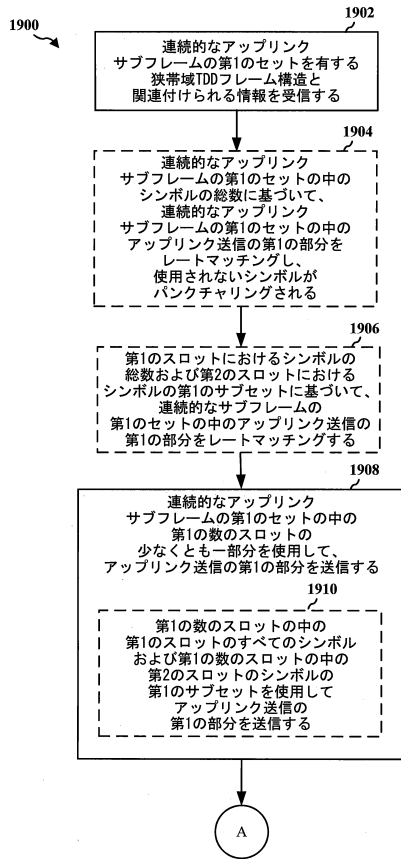 1900
1902
連続的なアップリンク
サブフレームの第1のセットを有する
狭帯域TDDフレーム構造と
関連付けられる情報を受信する
1904
連続的なアップリンク
サブフレームの第1のセットの中の
シンボルの総数に基づいて、
連続的なアップリンク
サブフレームの第1のセットの中の
アップリンク送信の第1の部分を
レートマッチングし、
使用されないシンボルが
パンクチャリングされる
1906
第1のスロットにおけるシンボルの
総数および第2のスロットにおける
シンボルの第1のサブセットに基づいて、
連続的なサブフレームの
第1のセットの中のアップリンク送信の
第1の部分をレートマッチングする
1908
連続的なアップリンク
サブフレームの第1のセットの中の
第1の数のスロットの
少なくとも一部分を使用して、
アップリンク送信の第1の部分を送信する
1910
第1の数のスロットの中の
第1のスロットのすべてのシンボル
および第1の数のスロットの中の
第2のスロットのシンボルの
第1のサブセットを使用して
アップリンク送信の
第1の部分を送信する
A